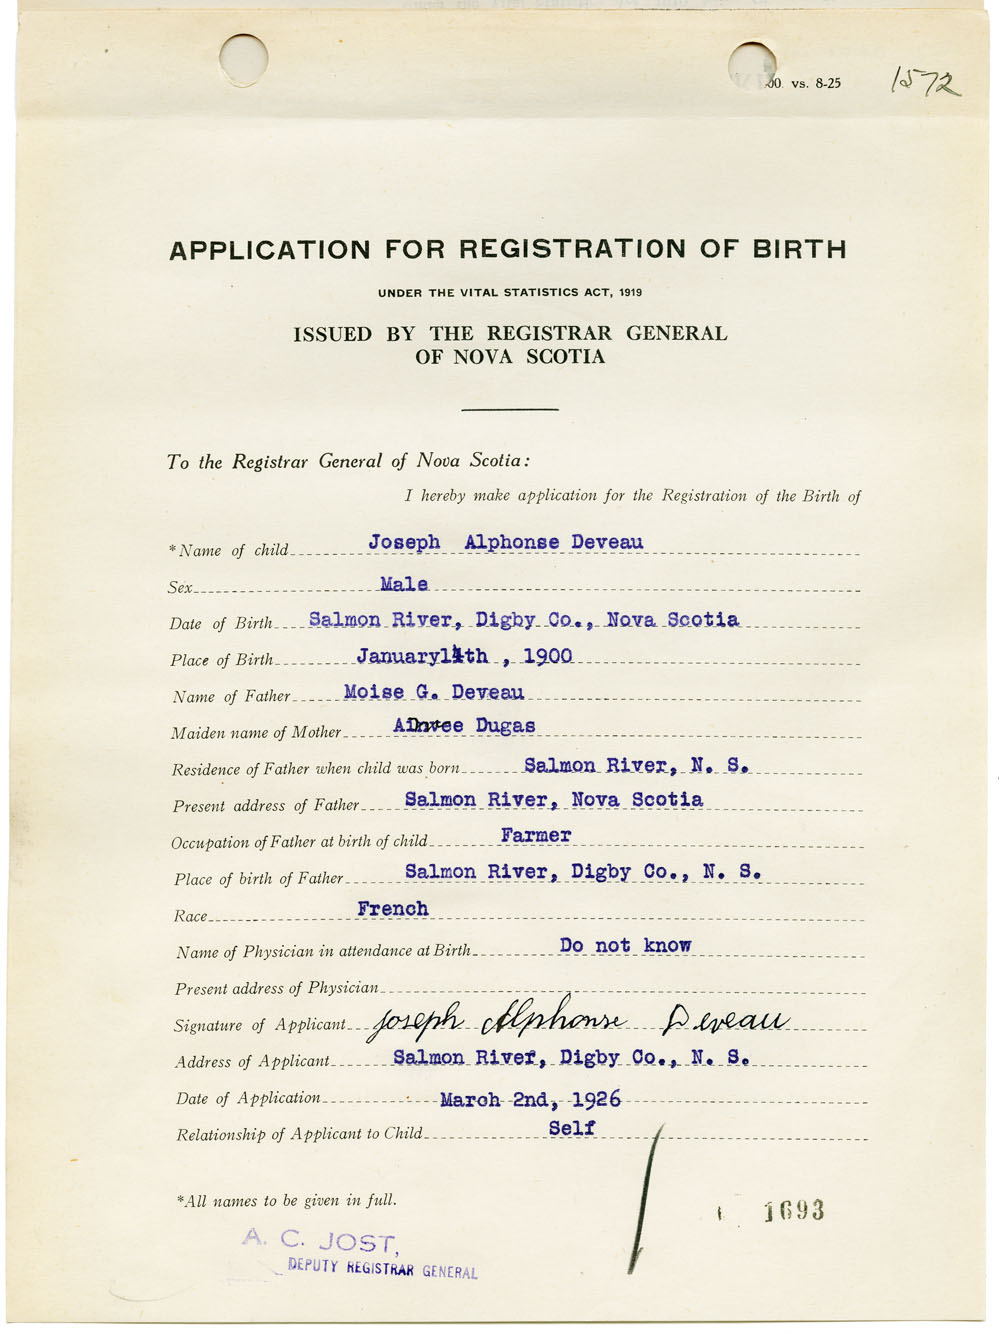 00. vs. 8-25 1572
APPLICATION FOR REGISTRATION OF BIRTH
UNDER THE VITAL STATISTICS ACT, 1919
ISSUED BY THE REGISTRAR GENERAL
OF NOVA SCOTIA
To the Registrar General of Nova Scotia:
I hereby make application for the Registration of the Birth of
*Name of child Joseph Alphonse Deveau
Sex Male
Date of Birth Salmon River, Digby Co., Nova Scotia
Place of Birth January14th , 1900
Name of Father Moise G. Deveau
Maiden name of Mother Dugas
Residence of Father when child was born Salmon River, N. S.
Present address of Father Salmon River, Nova Scotia
Occupation of Father at birth of child Farmer
Place of birth of Father Salmon River, Digby Co., N. S.
Race French
Name of Physician in attendance at Birth Do not know
Present address of Physician
Signature of Applicant Joseph Alphonse Deveau
Address of Applicant Salmon River, Digby Co., N. S.
Date of Application March 2nd, 1926
Relationship of Applicant to Child Self
*All names to be given in full.
1693
A. C. JOST,
DEPUTY REGISTRAR GENERAL